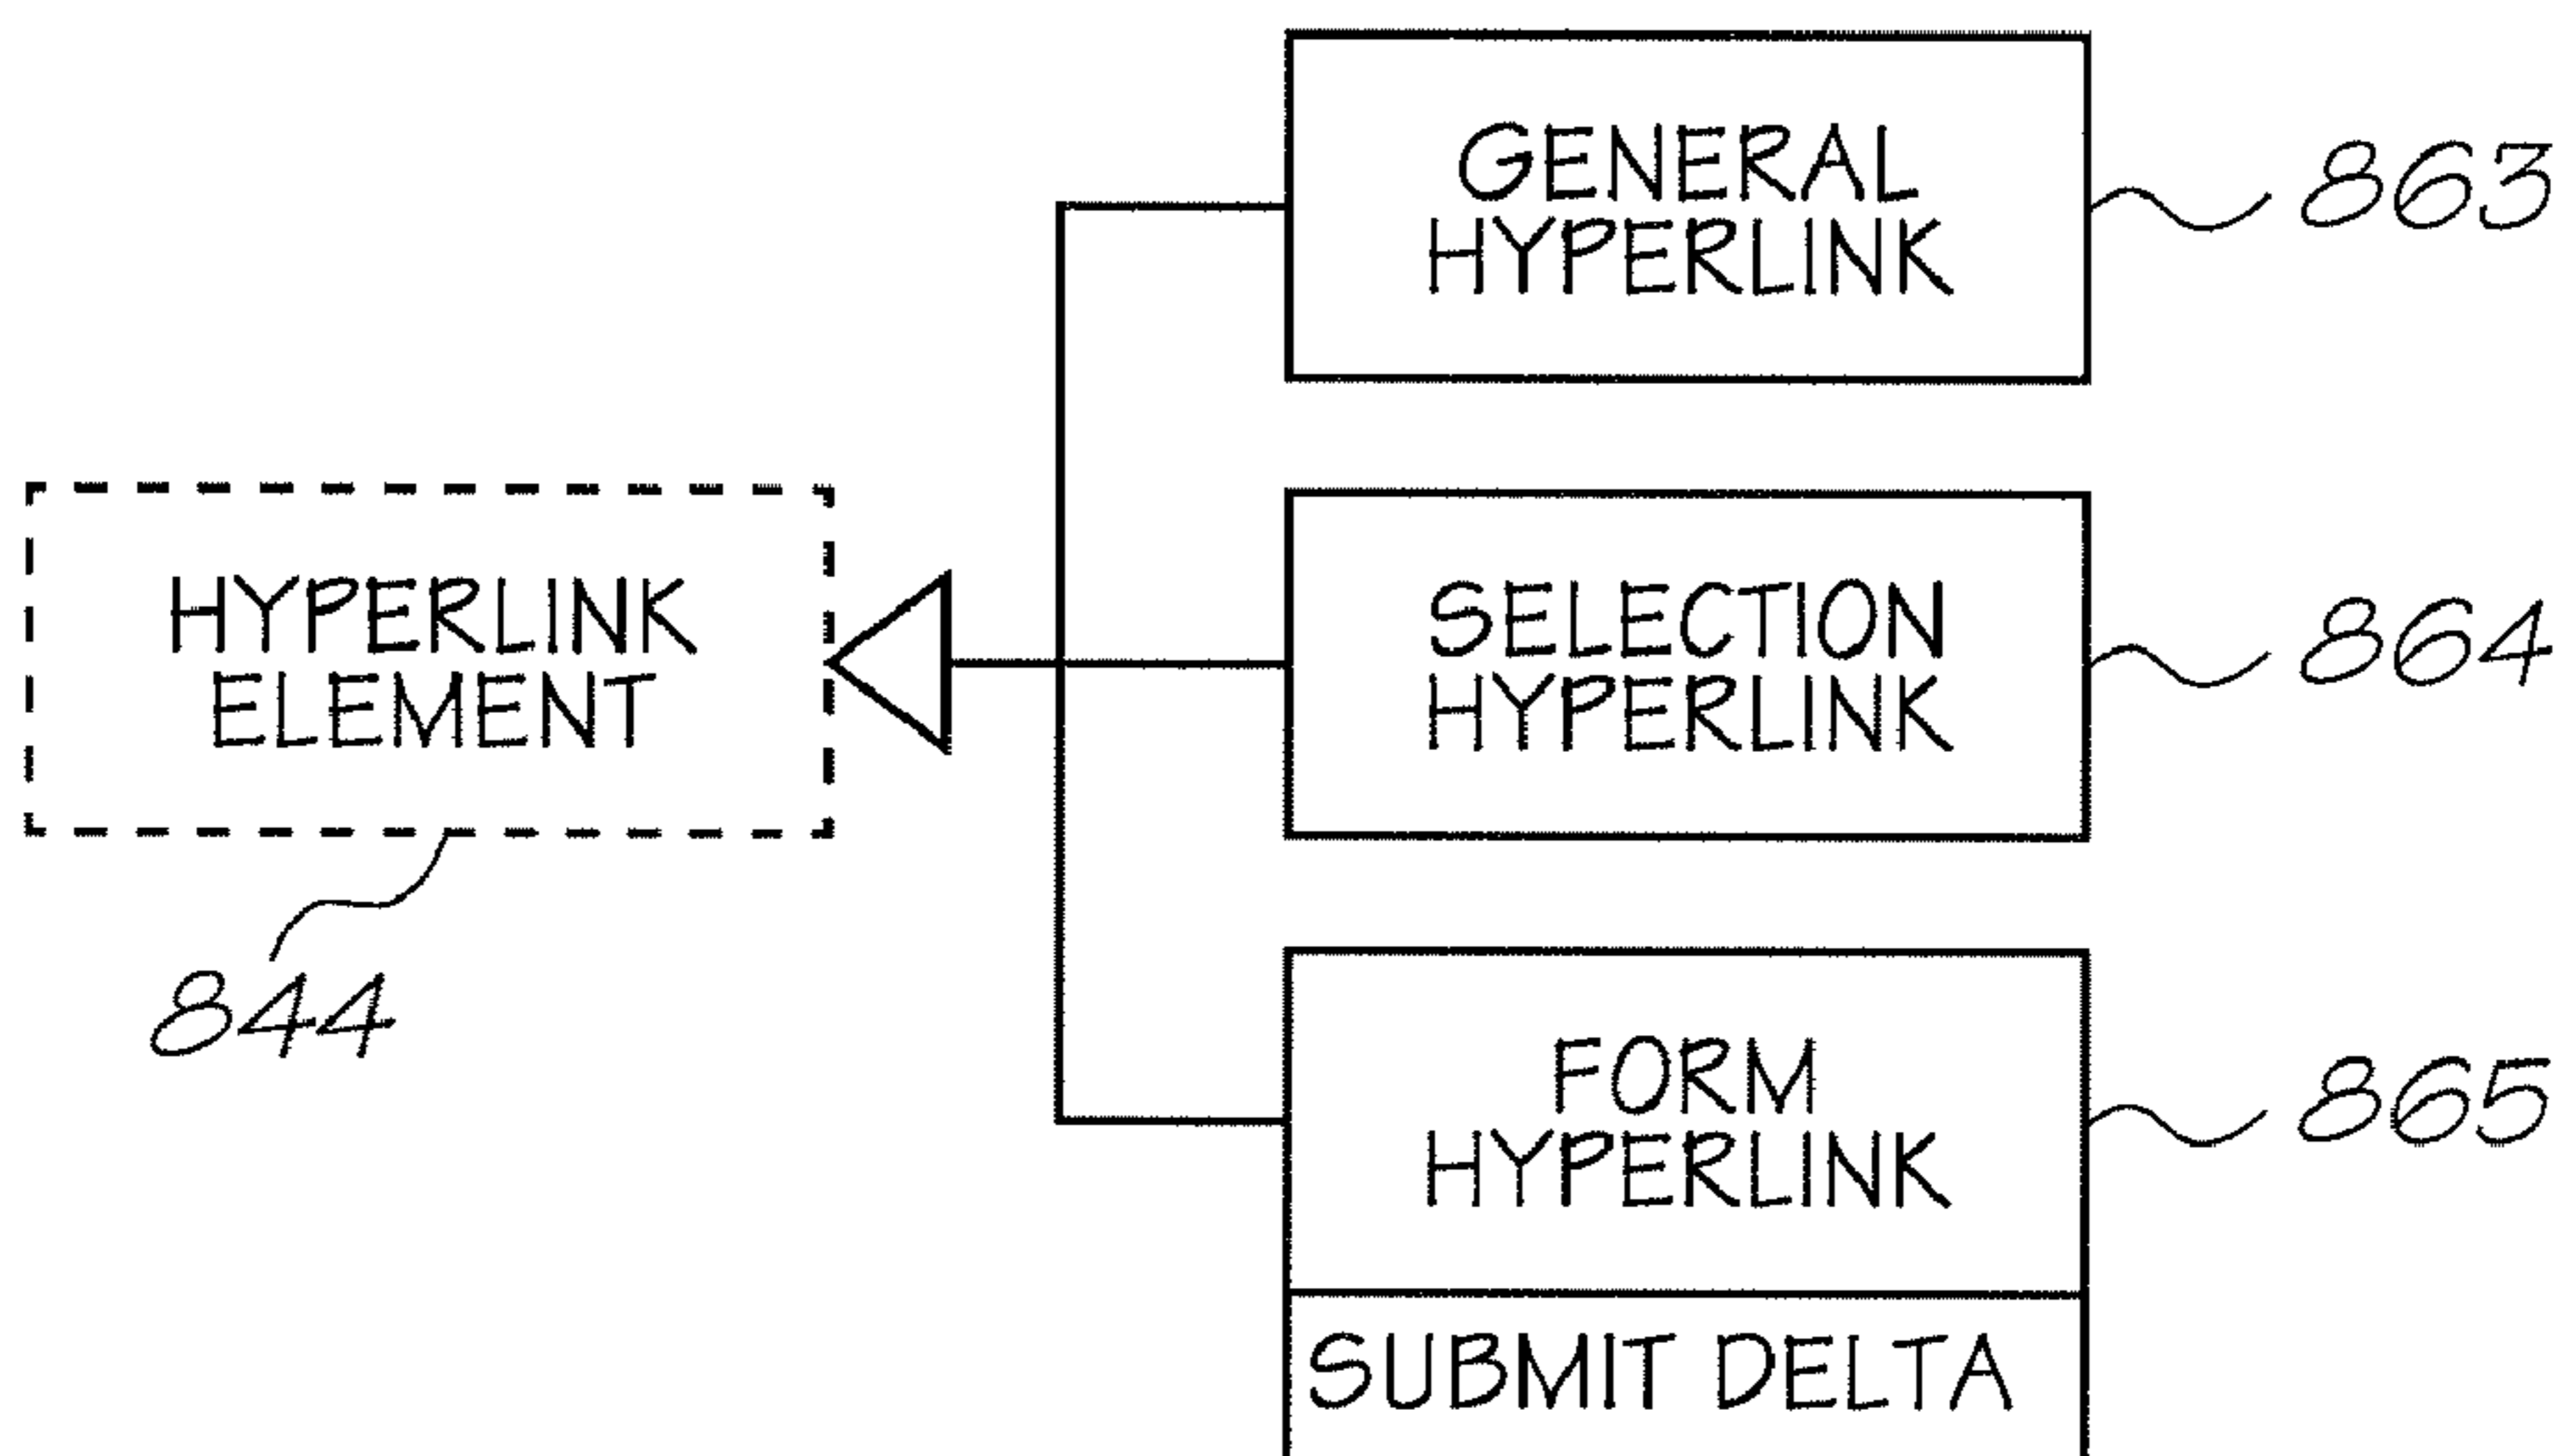 GENERAL
HYPERLINK
863
HYPERLINK
ELEMENT
844
SELECTION
HYPERLINK
864
FORM
HYPERLINK
865
SUBMIT DELTA